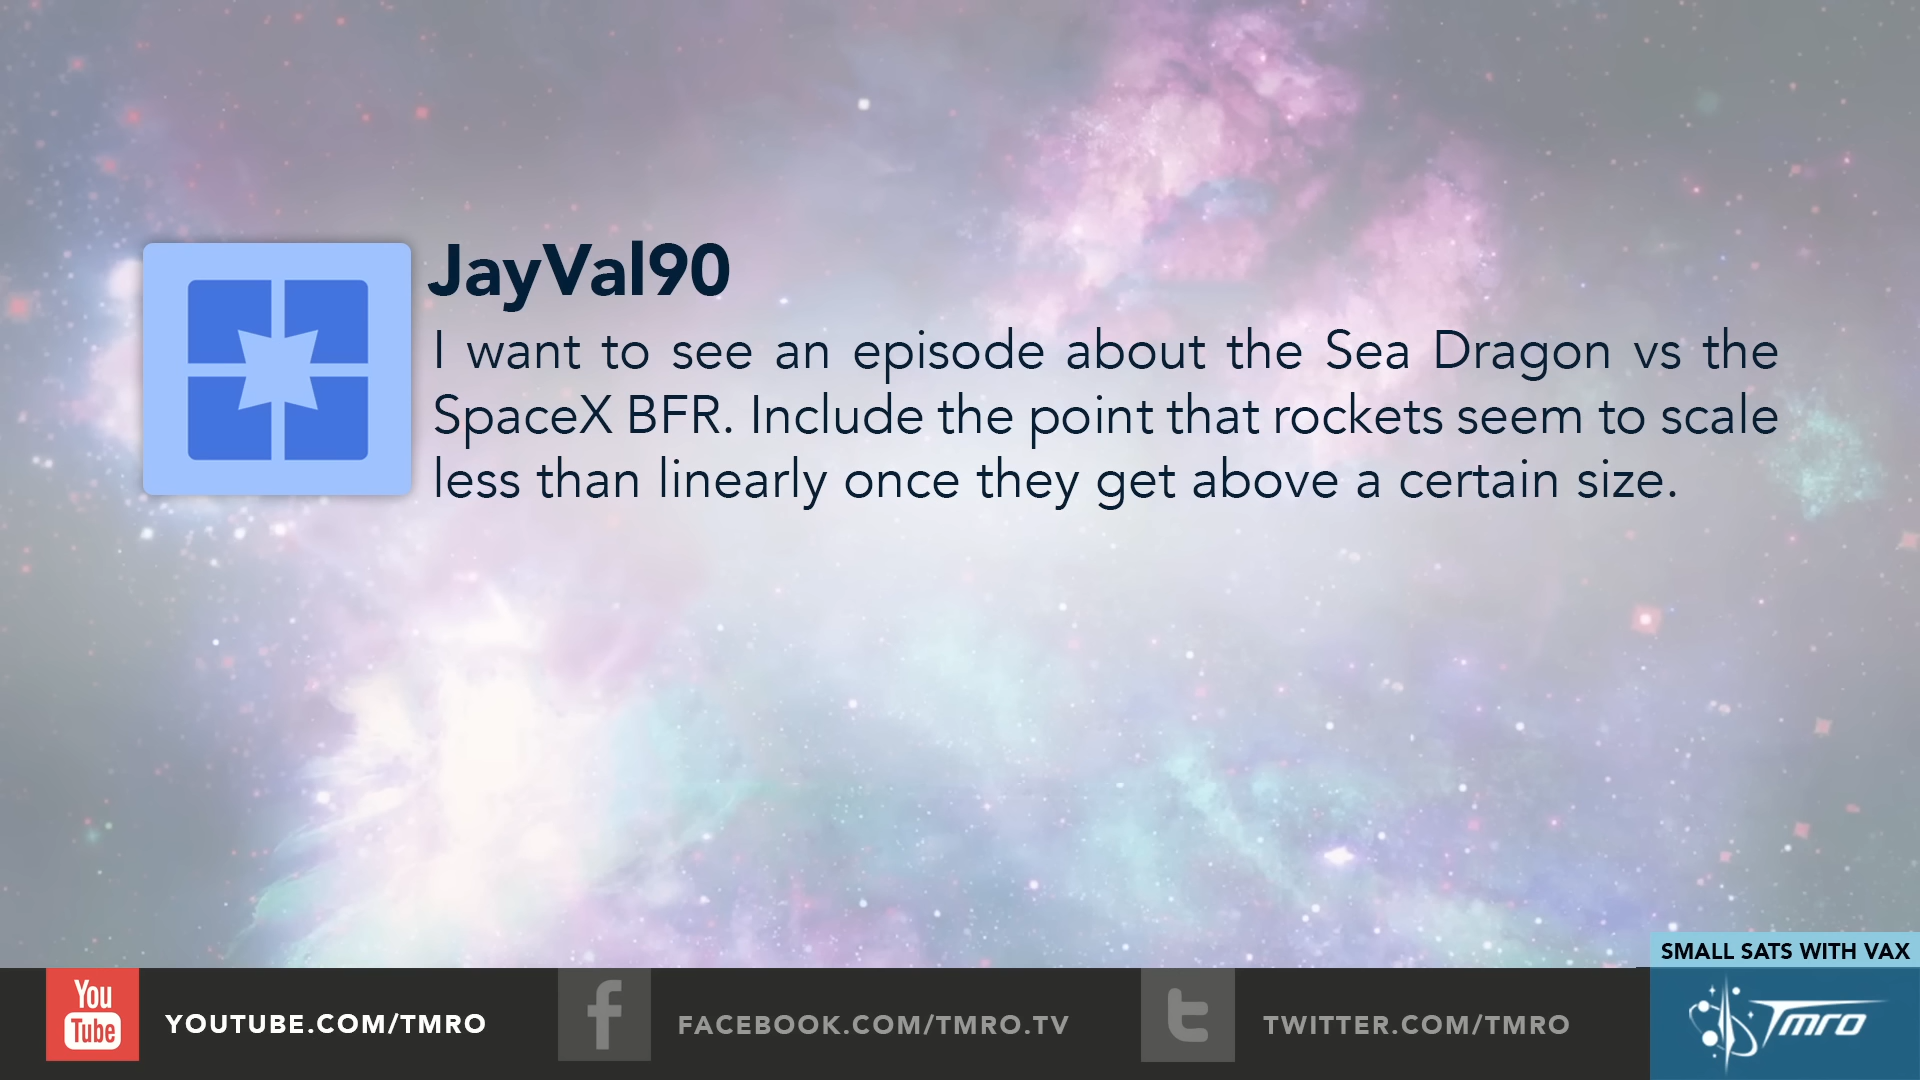 JayVal90
I want to see an episode about the Sea Dragon vs the
SpaceX BFR. Include the point that rockets seem to scale
less than linearly once they get above a certain size.
SMALL SATS WITH VAX
You
Tube
YOUTUBE.COM/TMRO
f
FACEBOOK.COM/TMRO.TV
t
TWITTER.COM/TMRO
Tmro